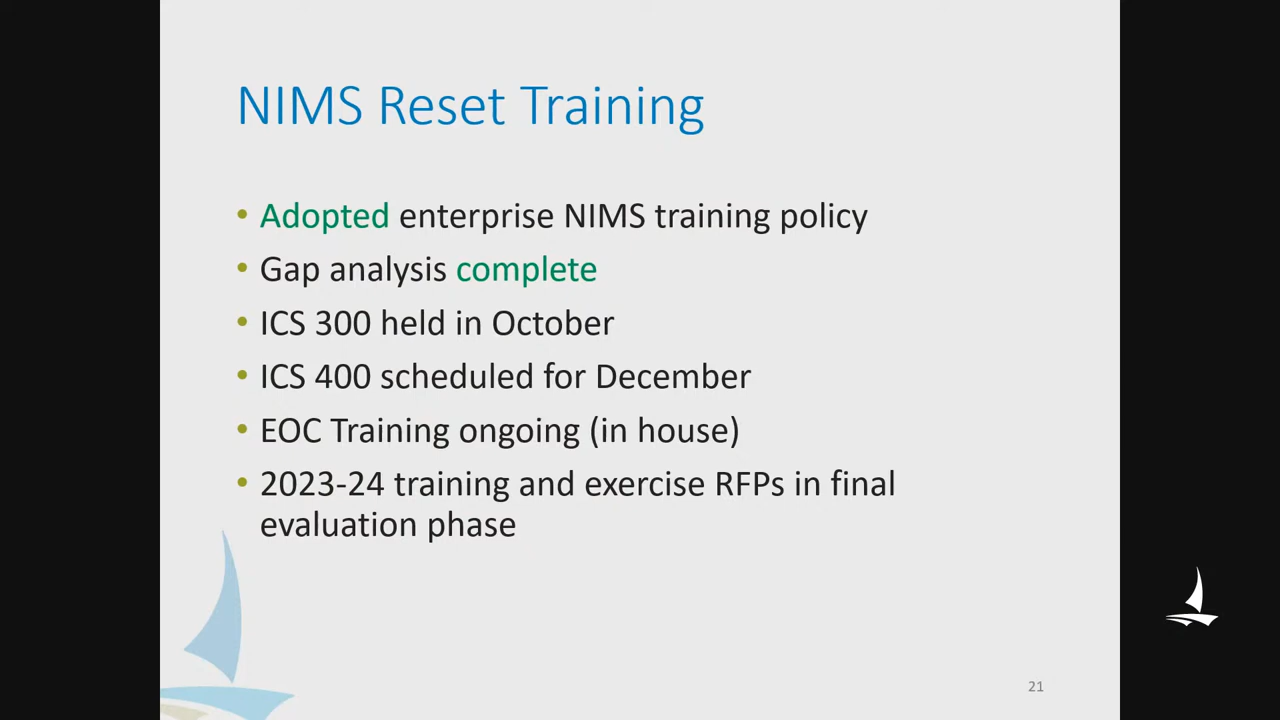 NIMS Reset Training
• Adopted enterprise NIMS training policy
• Gap analysis complete
• ICS 300 held in October
• ICS 400 scheduled for December
• EOC Training ongoing (in house)
• 2023-24 training and exercise RFPs in final
evaluation phase
21